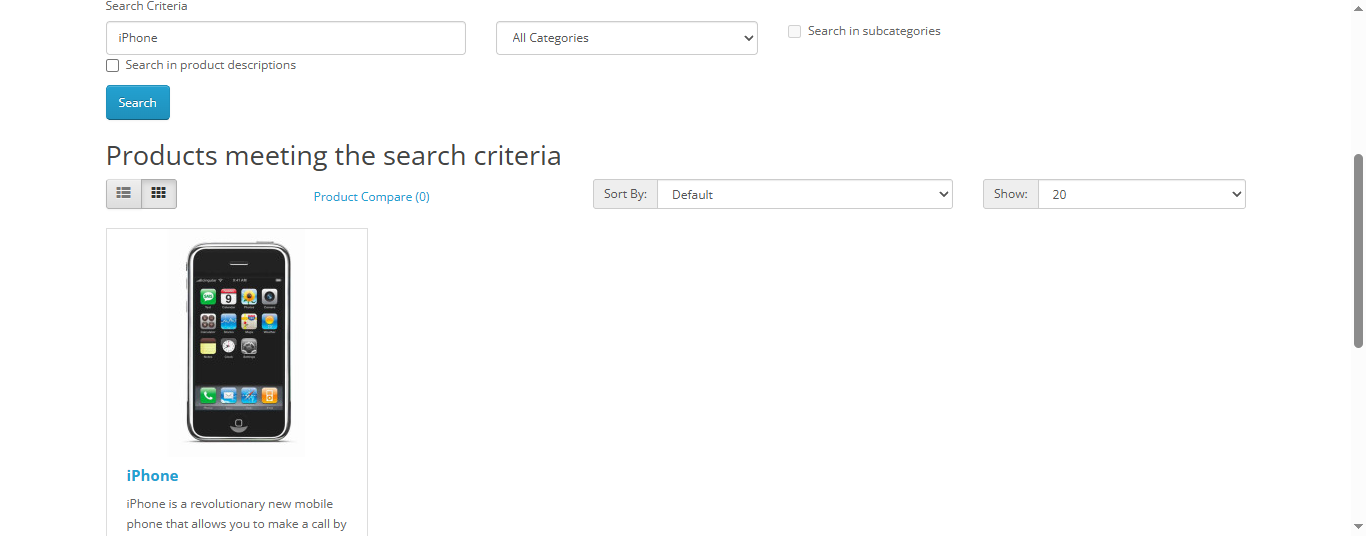 Search Criteria
iPhone
All Categories
Search in subcategories
Search in product descriptions
Search
Products meeting the search criteria
Product Compare (0)
Sort By:
Default
Show:
20
9
iPhone
iPhone is a revolutionary new mobile
phone that allows you to make a call by